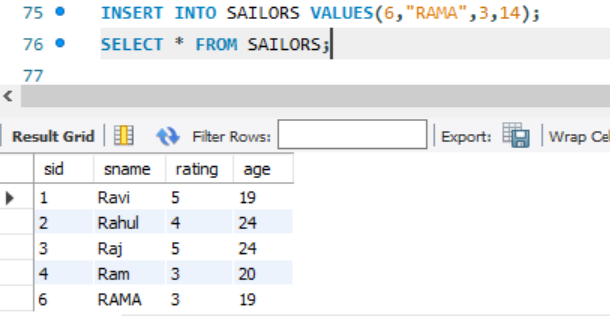 75 INSERT INTO SAILORS VALUES(6,"RAMA",3,14);
76 SELECT * FROM SAILORS;
77
Result Grid Filter Rows: Export: Wrap Cel
sid sname rating age
1 Ravi 5 19
2 Rahul 4 24
3 Raj 5 24
4 Ram 3 20
6 RAMA 3 19